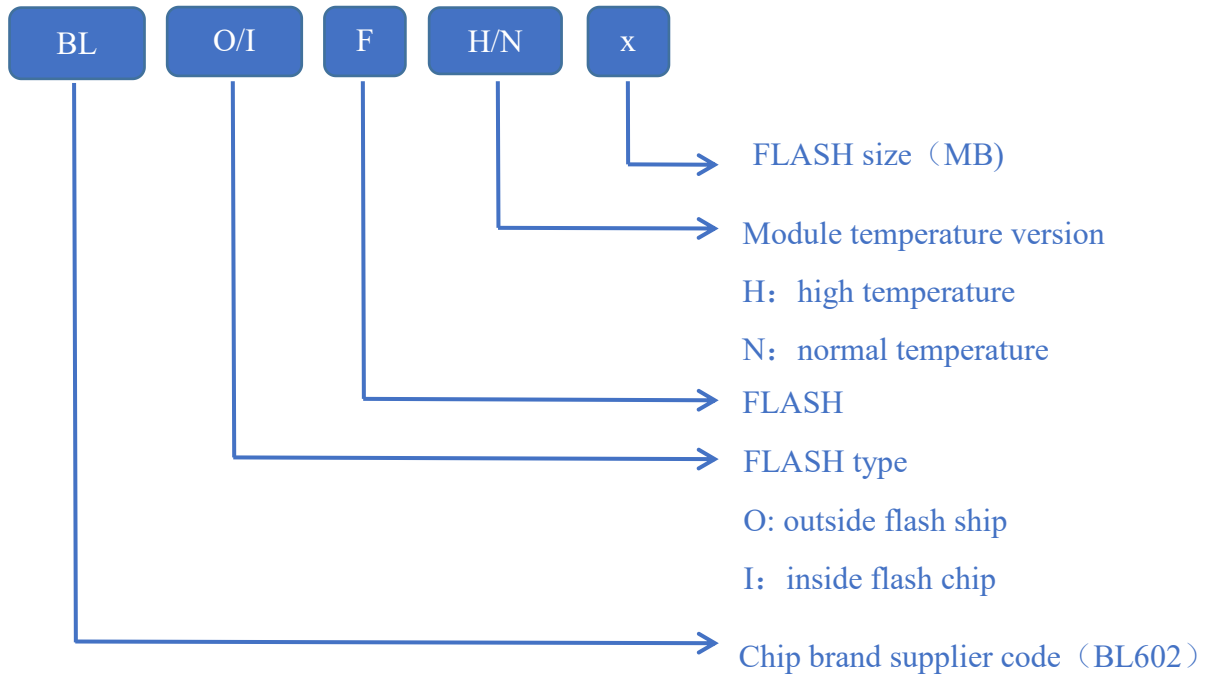 BL O/I F H/N x
FLASH size（MB)
Module temperature version
H：high temperature
N：normal temperature
FLASH
FLASH type
O: outside flash ship
I：inside flash chip
Chip brand supplier code（BL602）